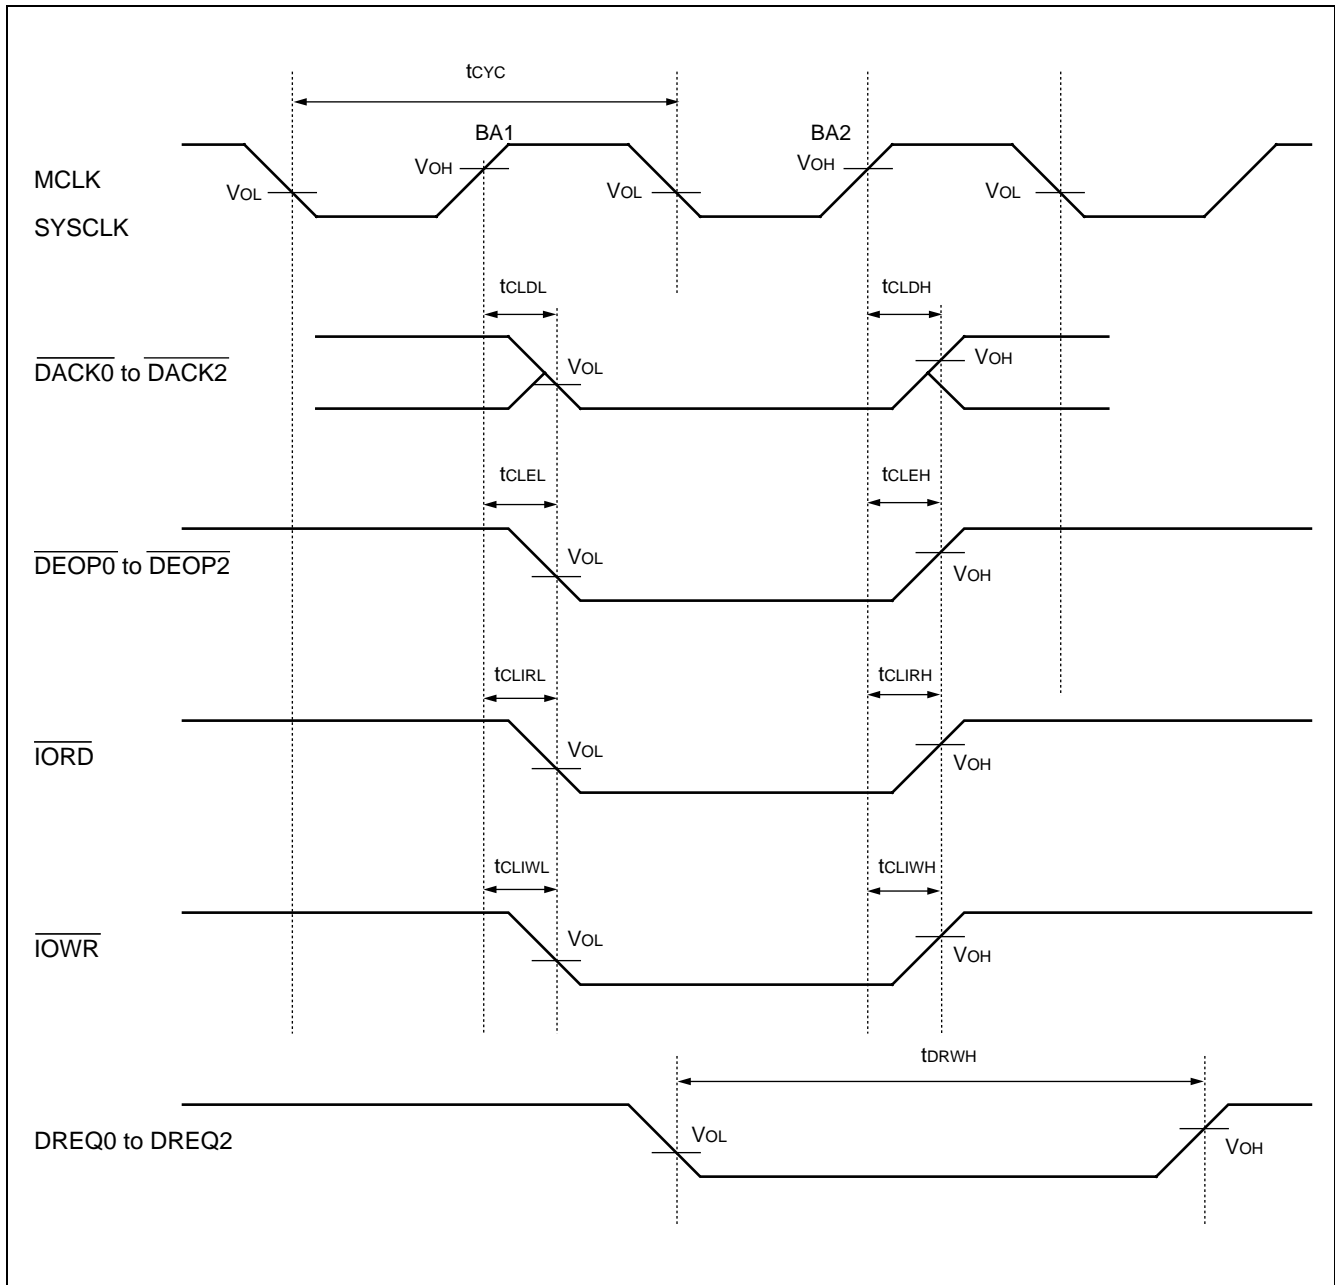 tCYC
BA1
BA2
VOH
VOH
MCLK
VOL
VOL
VOL
SYSCLK
tCLDL
tCLDH
DACK0 to DACK2
VOL
VOH
tCLEL
tCLEH
DEOP0 to DEOP2
VOL
VOH
tCLIRL
tCLIRH
IORD
VOL
VOH
tCLIWL
tCLIWH
IOWR
VOL
VOH
tDRWH
DREQ0 to DREQ2
VOL
VOH